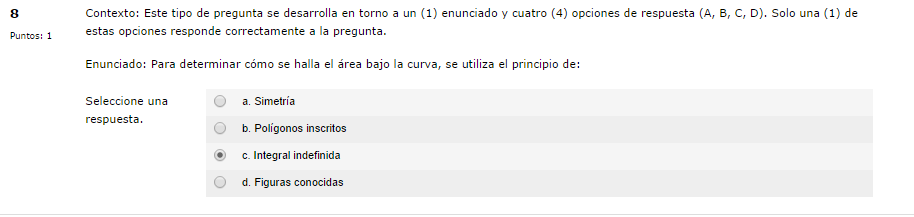 8
Puntos: 1
Contexto: Este tipo de pregunta se desarrolla en torno a un (1) enunciado y cuatro (4) opciones de respuesta (A, B, C, D). Solo una (1) de
estas opciones responde correctamente a la pregunta.
Enunciado: Para determinar cómo se halla el área bajo la curva, se utiliza el principio de:
Seleccione una
respuesta.
a. Simetría
b. Polígonos inscritos
c. Integral indefinida
d. Figuras conocidas